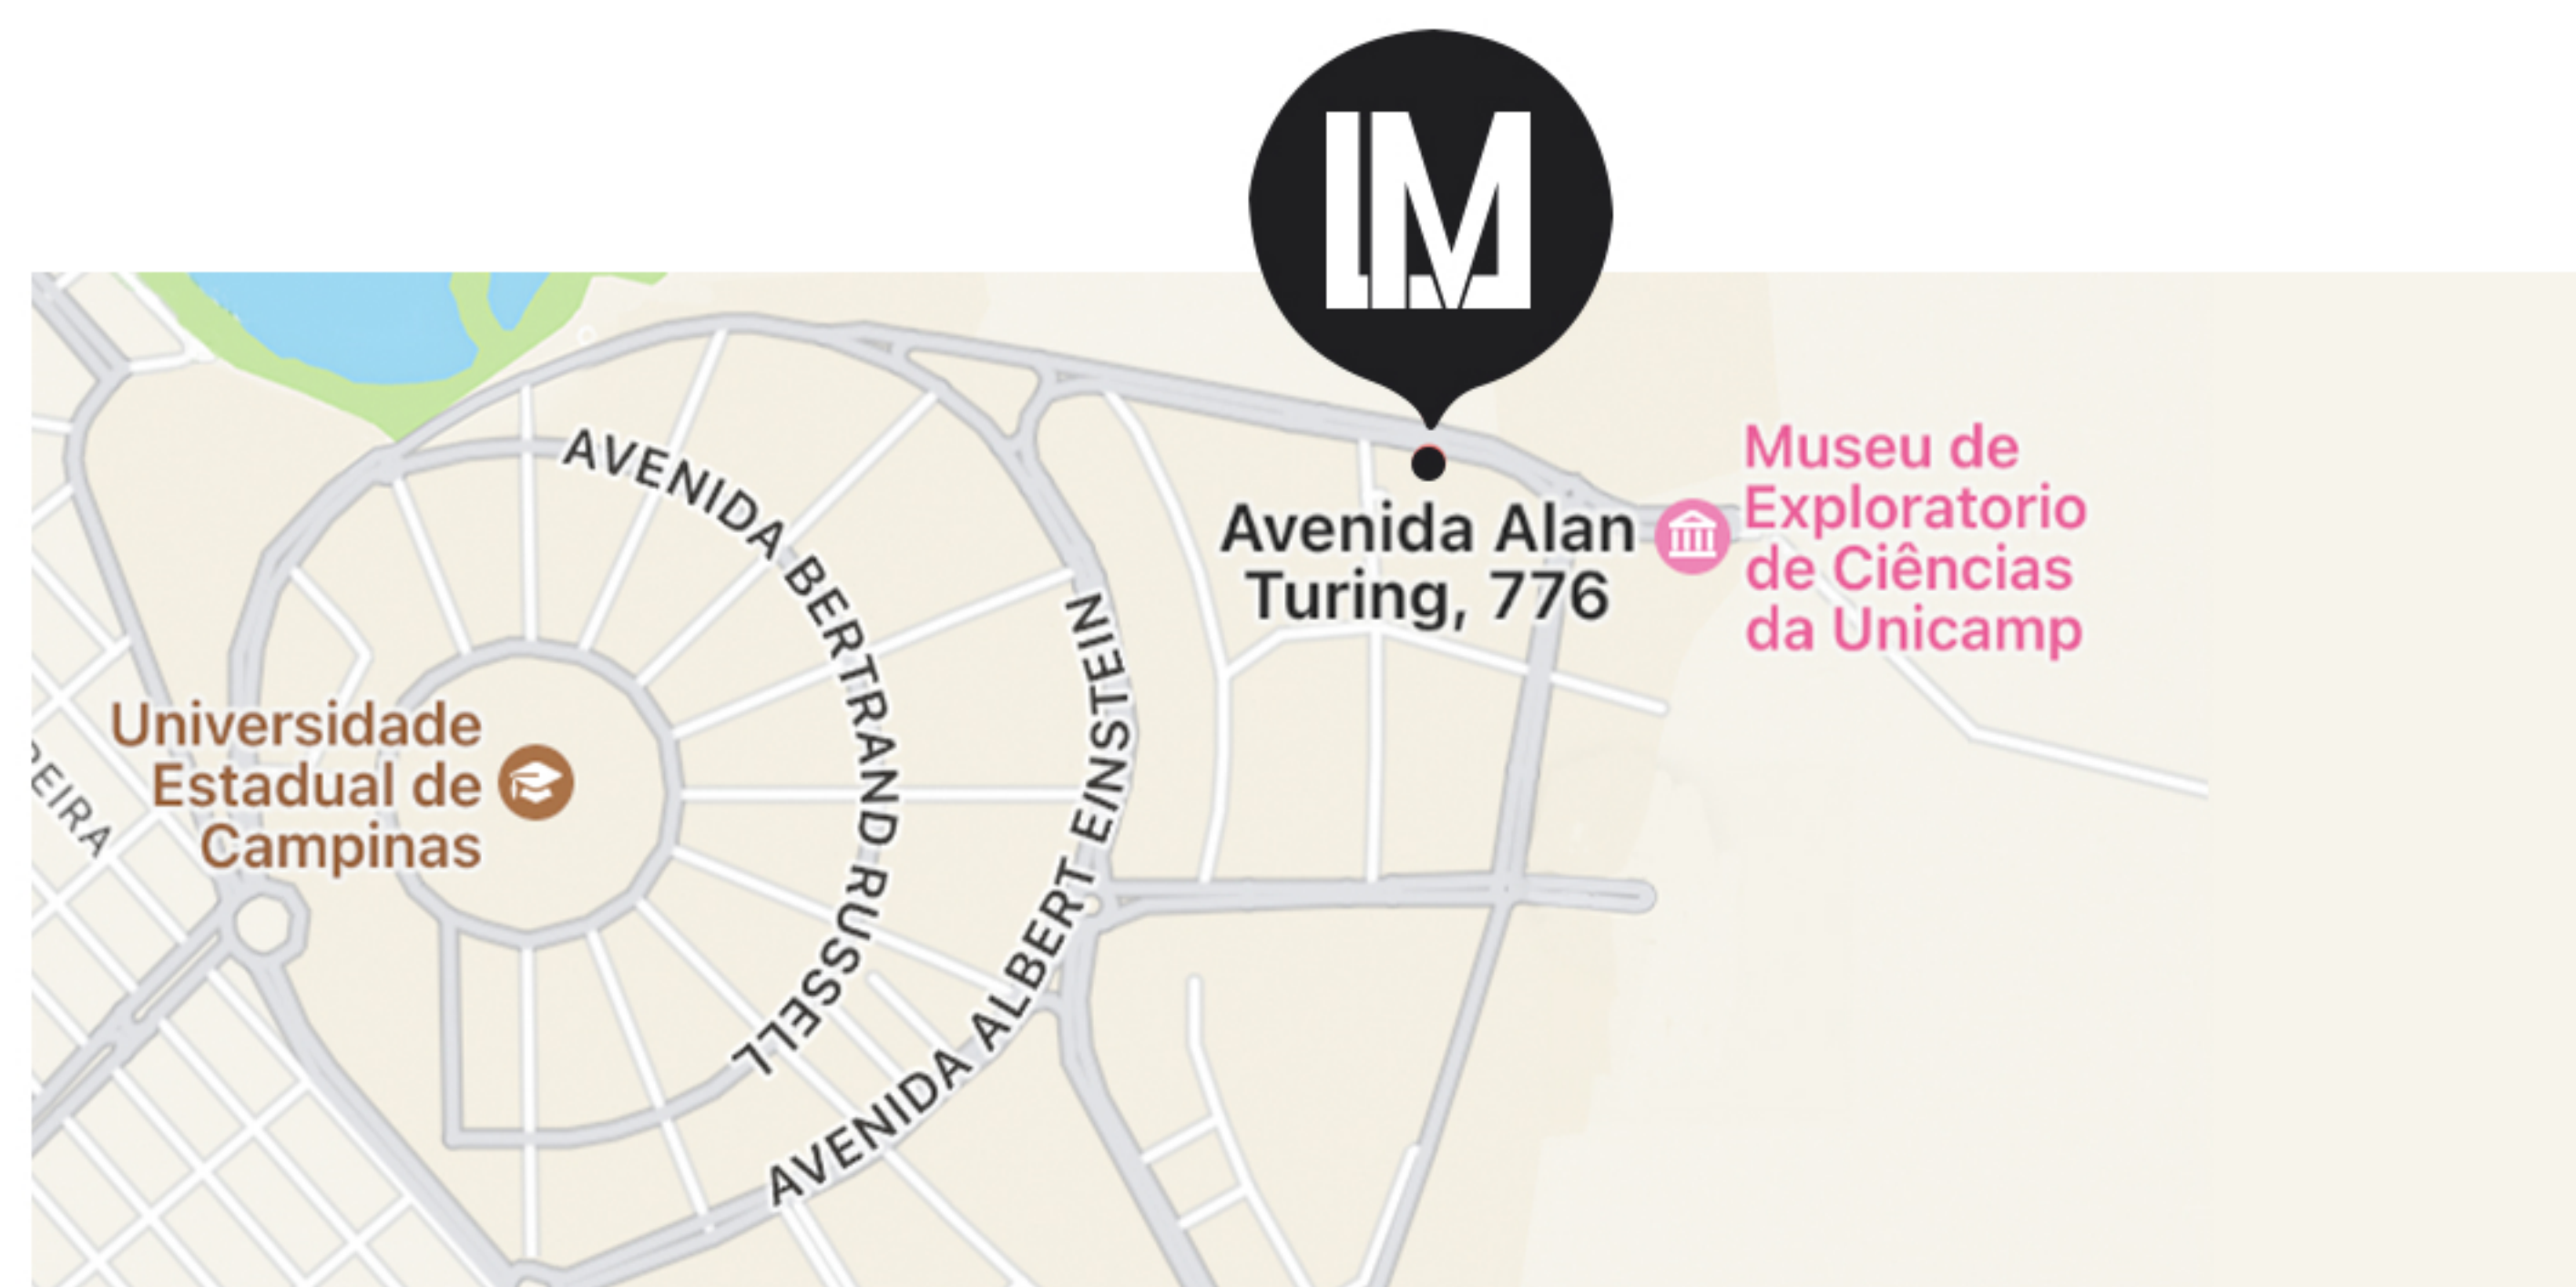 LM
Avenida Alan
Turing, 776
Museu de
Exploratorio
de Ciências
da Unicamp
AVENIDA BERTRAND RUSSELL
AVENIDA ALBERT EINSTEIN
Universidade
Estadual de
Campinas
EIRA